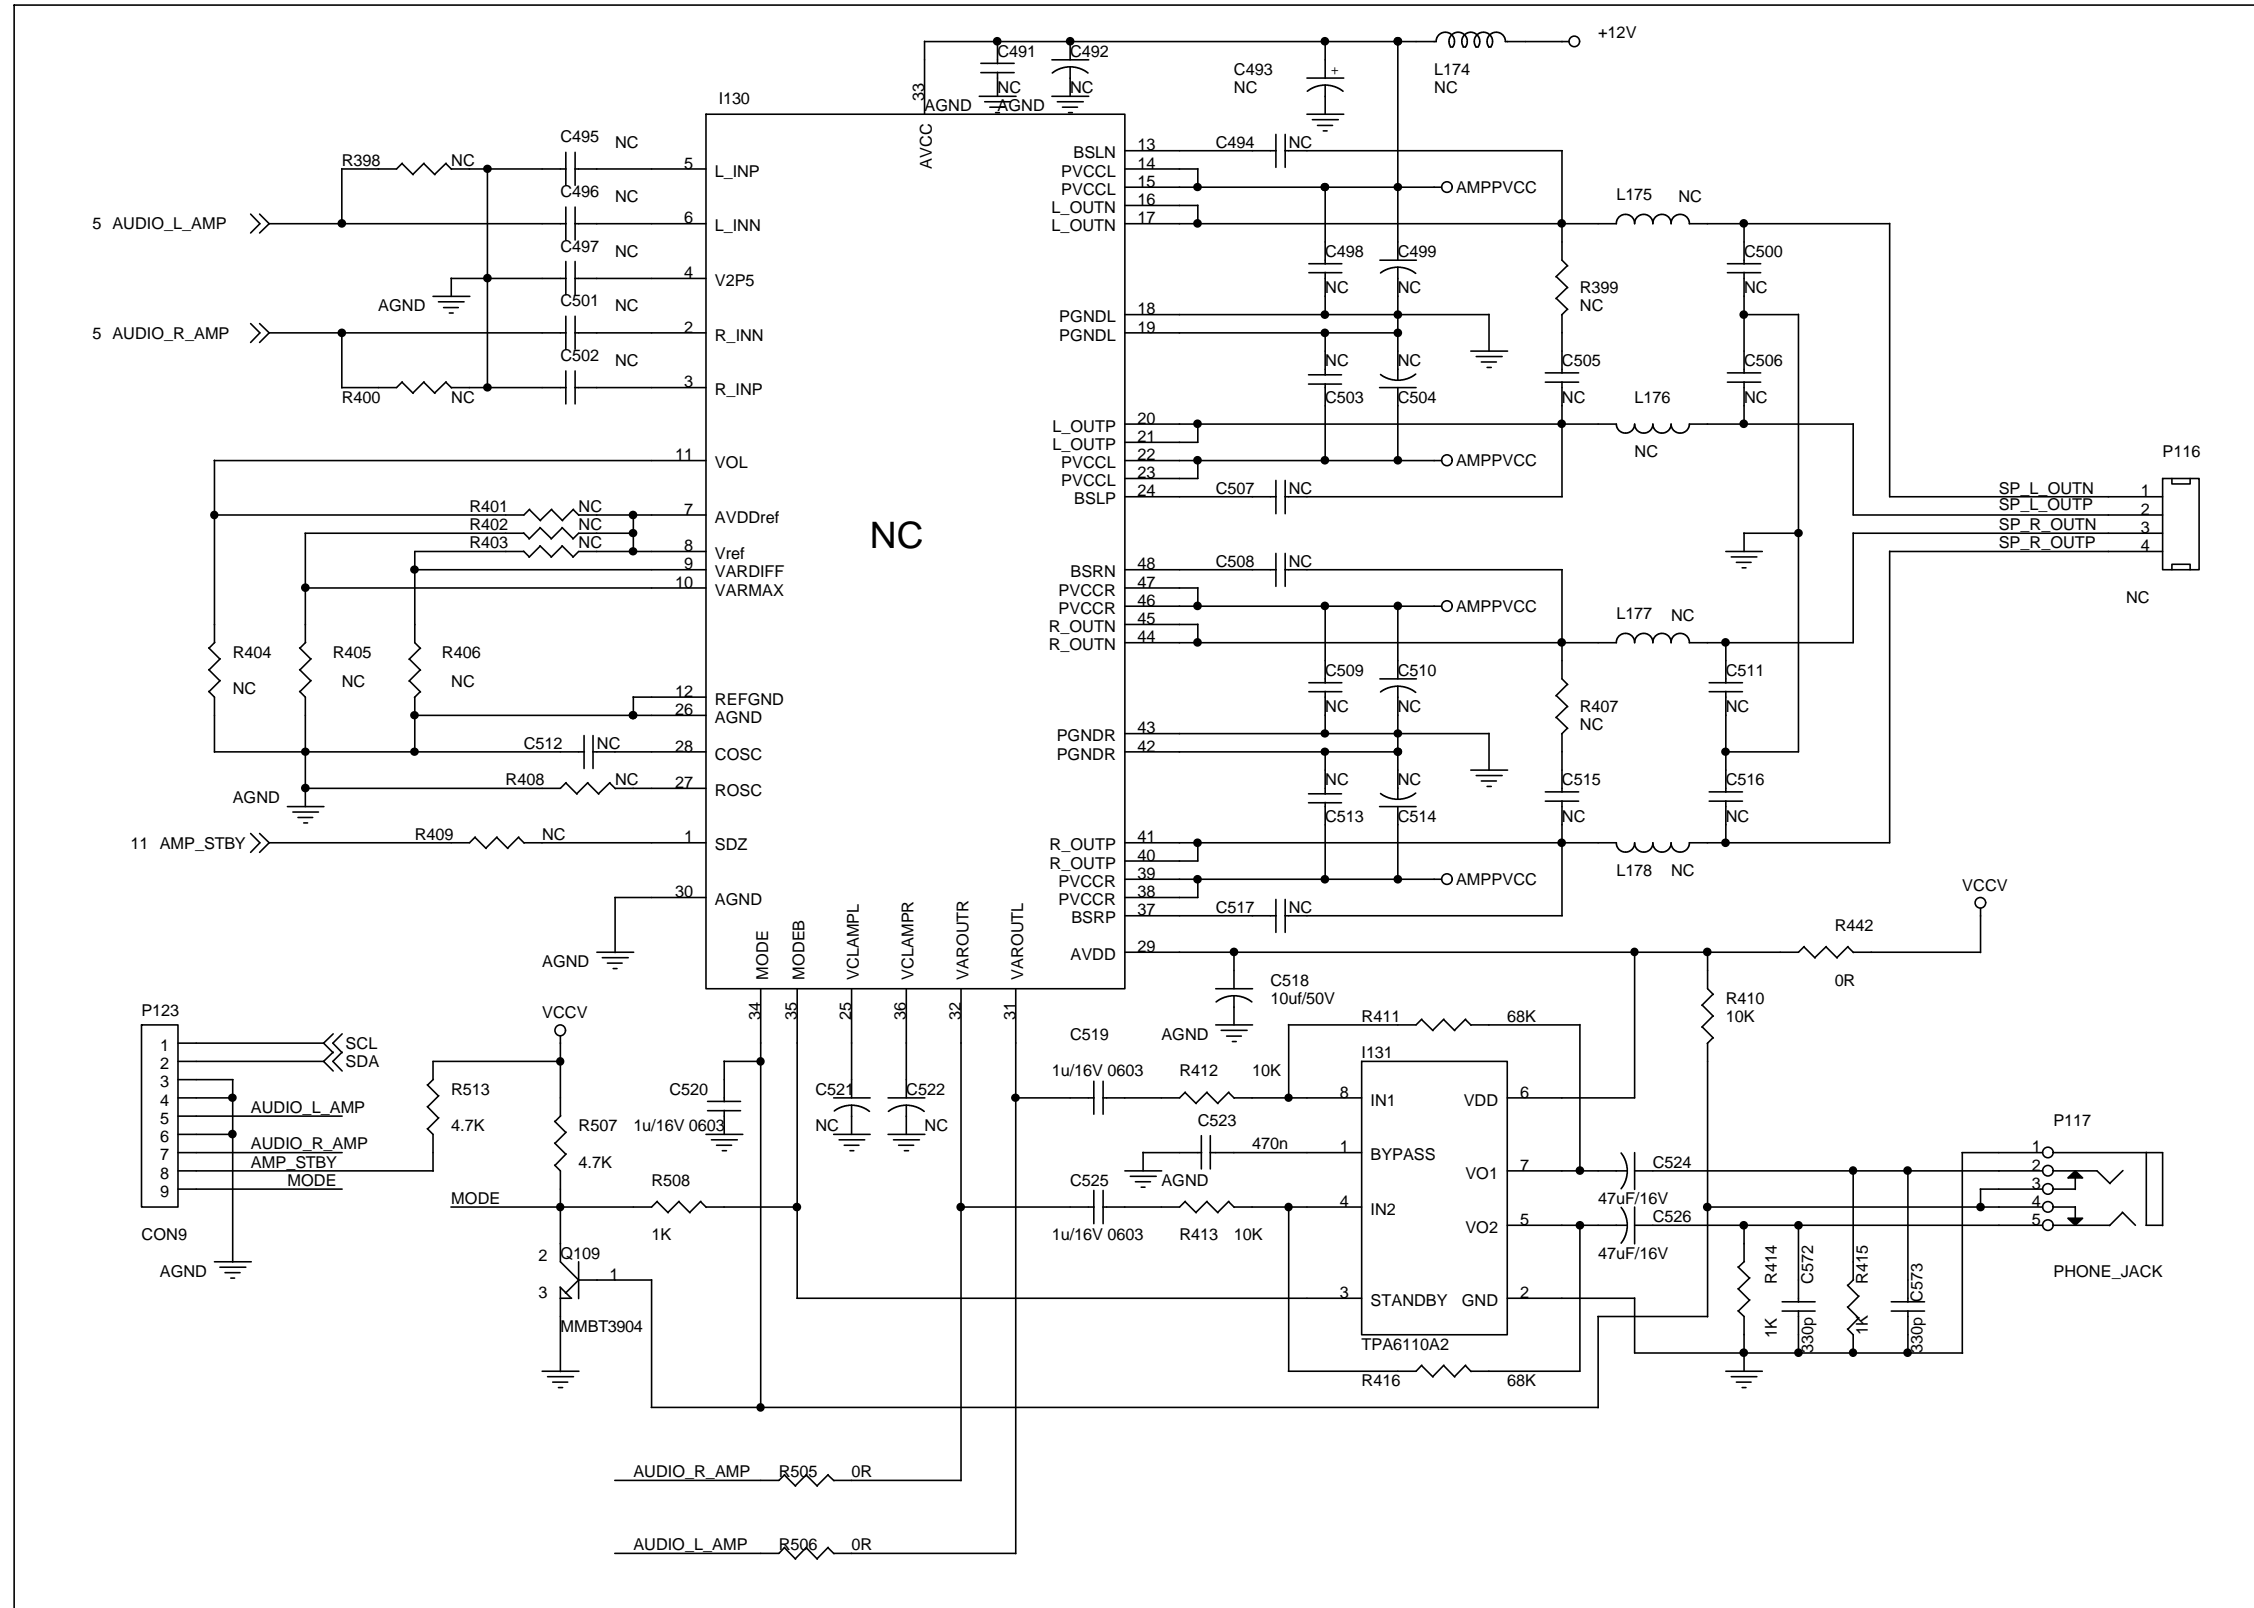 +12V
C491
C492
NC
NC
AGND
AGND
C493
NC
L174
NC
I130
33
AVCC
C495
NC
R398
NC
5
L_INP
C496
NC
5 AUDIO_L_AMP
6
L_INN
C497
NC
4
V2P5
AGND
C501
NC
5 AUDIO_R_AMP
2
R_INN
C502
NC
3
R_INP
R400
NC
11
VOL
R401
NC
7
AVDDref
R402
NC
R403
NC
8
Vref
9
VARDIFF
10
VARMAX
R404
NC
R405
NC
R406
NC
12
REFGND
26
AGND
C512
NC
28
COSC
R408
NC
27
ROSC
AGND
11 AMP_STBY
R409
NC
1
SDZ
30
AGND
AGND
NC
BSLN
13
C494
NC
PVCCL
14
PVCCL
15
AMPPVCC
L_OUTN
16
L_OUTN
17
L175
NC
C498
NC
C499
NC
R399
NC
C500
NC
PGNDL
18
PGNDL
19
NC
C503
NC
C504
C505
NC
C506
NC
L176
NC
L_OUTP
20
L_OUTP
21
PVCCL
22
AMPPVCC
PVCCL
23
BSLP
24
C507
NC
P116
SP_L_OUTN
1
SP_L_OUTP
2
SP_R_OUTN
3
SP_R_OUTP
4
NC
BSRN
48
C508
NC
PVCCR
47
PVCCR
46
AMPPVCC
R_OUTN
45
R_OUTN
44
L177
NC
C509
NC
C510
NC
R407
NC
C511
NC
PGNDR
43
PGNDR
42
NC
C513
NC
C514
C515
NC
C516
NC
R_OUTP
41
R_OUTP
40
L178
NC
PVCCR
39
AMPPVCC
PVCCR
38
BSRP
37
C517
NC
VCCV
AVDD
29
R442
0R
MODE
MODEB
VCLAMPL
VCLAMPR
VAROUTR
VAROUTL
34
35
25
36
32
31
C518
10uf/50V
AGND
R410
10K
P123
1
SCL
2
SDA
3
4
5
AUDIO_L_AMP
6
7
AUDIO_R_AMP
8
AMP_STBY
9
MODE
CON9
AGND
VCCV
R513
4.7K
R507
4.7K
C520
1u/16V 0603
C521
NC
C522
NC
MODE
R508
1K
2
Q109
1
3
MMBT3904
C519
1u/16V 0603
R412
10K
R411
68K
I131
8
IN1
VDD
6
C523
470n
1
BYPASS
AGND
VO1
7
C524
47uF/16V
C525
1u/16V 0603
R413
10K
4
IN2
VO2
5
C526
47uF/16V
3
STANDBY
GND
2
TPA6110A2
R416
68K
R414
1K
C572
330p
R415
1K
C573
330p
P117
1
2
3
4
5
PHONE_JACK
AUDIO_R_AMP
R505
0R
AUDIO_L_AMP
R506
0R